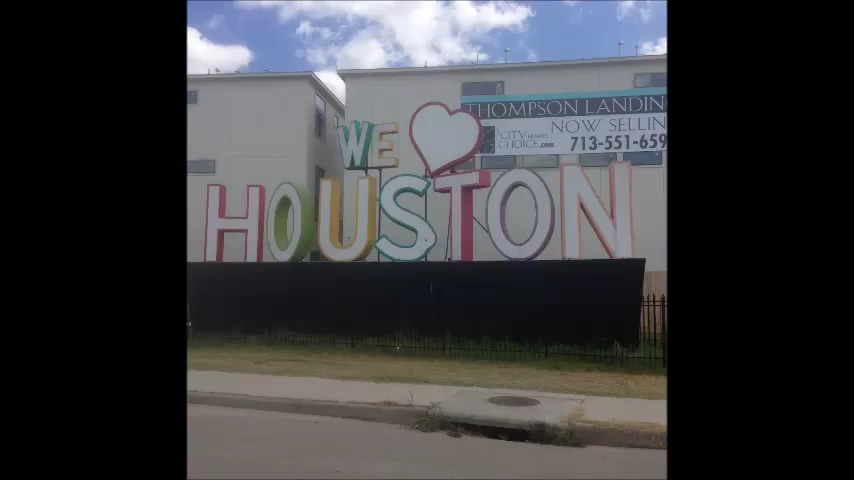 WE
HOUSTON
THOMPSON LANDIN
CITY CHOICE.com
NOW SELLIN
713-551-659